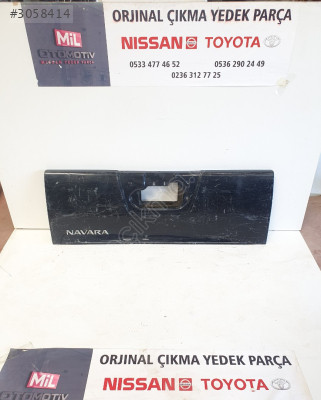 #3058414
ORJİNAL ÇIKMA YEDEK PARÇA
MİL
OTOMOTİV
NISSAN TOYOTA
0533 477 46 52 0536 290 24 49
0236 312 77 25
NAVARA
ORJİNAL ÇIKMA YEDEK PARÇA
MİL
OTOMOTİV
NISSAN TOYOTA